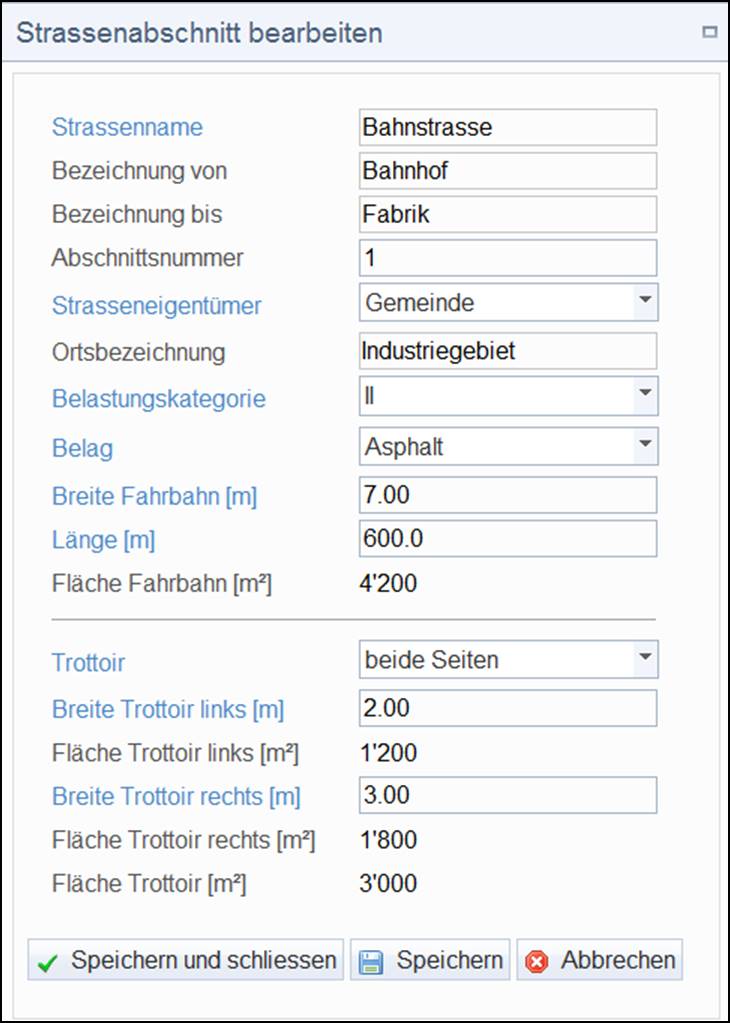 Strassenabschnitt bearbeiten
Strassenname Bahnstrasse
Bezeichnung von Bahnhof
Bezeichnung bis Fabrik
Abschnittsnummer 1
Strasseneigentümer Gemeinde
Ortsbezeichnung Industriegebiet
Belastungskategorie II
Belag Asphalt
Breite Fahrbahn [m] 7.00
Länge [m] 600.0
Fläche Fahrbahn [m²] 4'200
Trottoir beide Seiten
Breite Trottoir links [m] 2.00
Fläche Trottoir links [m²] 1'200
Breite Trottoir rechts [m] 3.00
Fläche Trottoir rechts [m²] 1'800
Fläche Trottoir [m²] 3'000
Speichern und schliessen Speichern Abbrechen